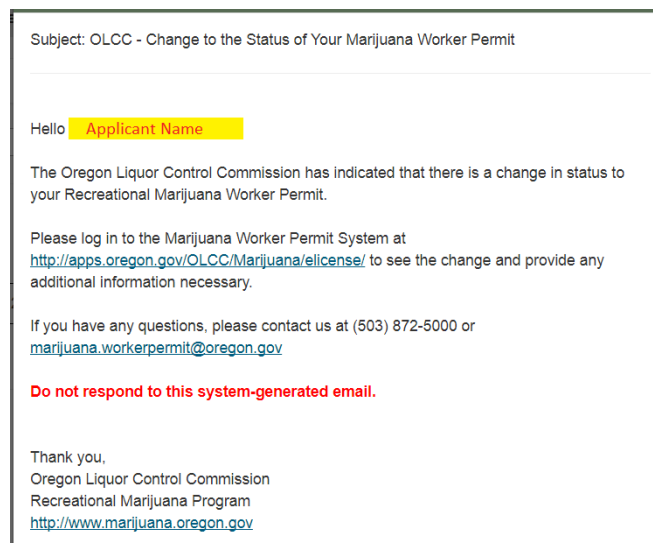 Subject: OLCC - Change to the Status of Your Marijuana Worker Permit
Hello Applicant Name
The Oregon Liquor Control Commission has indicated that there is a change in status to
your Recreational Marijuana Worker Permit.
Please log in to the Marijuana Worker Permit System at
http://apps.oregon.gov/OLCC/Marijuana/elicense/ to see the change and provide any
additional information necessary.
If you have any questions, please contact us at (503) 872-5000 or
marijuana.workerpermit@oregon.gov
Do not respond to this system-generated email.
Thank you,
Oregon Liquor Control Commission
Recreational Marijuana Program
http://www.marijuana.oregon.gov